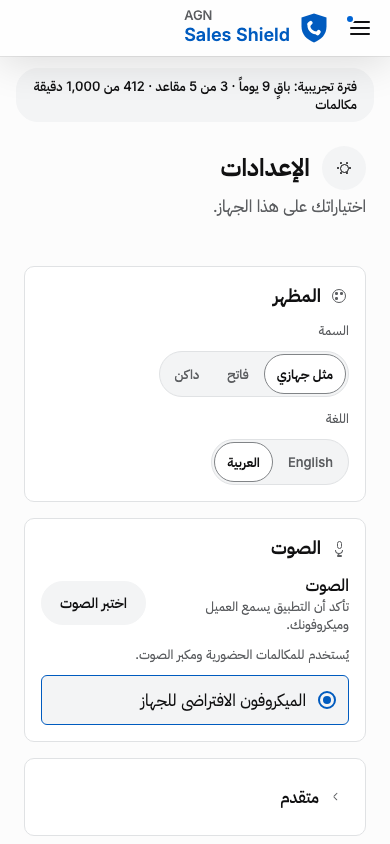 AGN
Sales Shield
فترة تجريبية: باقٍ 9 يوماً · 3 من 5 مقاعد · 412 من 1,000 دقيقة
مكالمات
الإعدادات
اختياراتك على هذا الجهاز.
المظهر
السمة
مثل جهازي
فاتح
داكن
اللغة
English
العربية
الصوت
الصوت
تأكد أن التطبيق يسمع العميل
وميكروفونك.
اختبر الصوت
يُستخدم للمكالمات الحضورية ومكبر الصوت.
الميكروفون الافتراضي للجهاز
متقدم